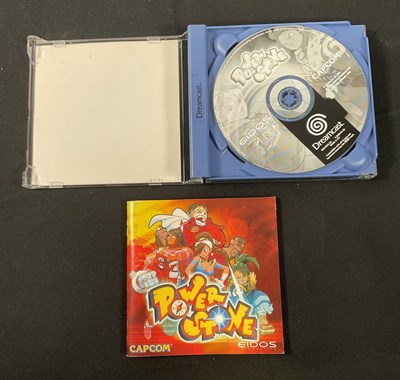 Dreamcast
POWER
STONE
CAPCOM
EIDOS
Dreamcast
POWER
STONE
CAPCOM
EIDOS